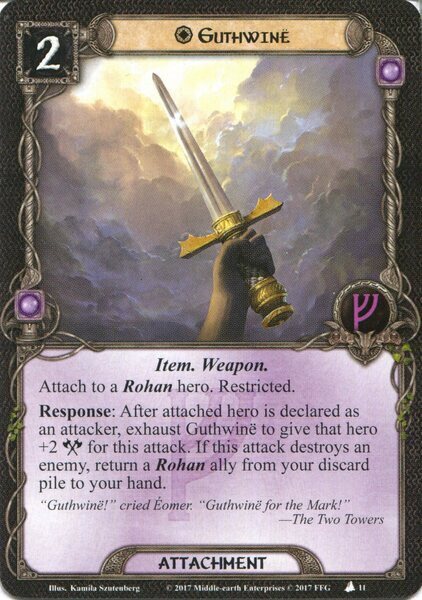 2
Guthwinë
Item. Weapon.
Attach to a Rohan hero. Restricted.
Response: After attached hero is declared as
an attacker, exhaust Guthwinë to give that hero
+2 for this attack. If this attack destroys an
enemy, return a Rohan ally from your discard
pile to your hand.
“Guthwinë!” cried Éomer. “Guthwinë for the Mark!”
—The Two Towers
ATTACHMENT
Illus. Kamila Szutenberg © 2017 Middle-earth Enterprises © 2017 FFG 11